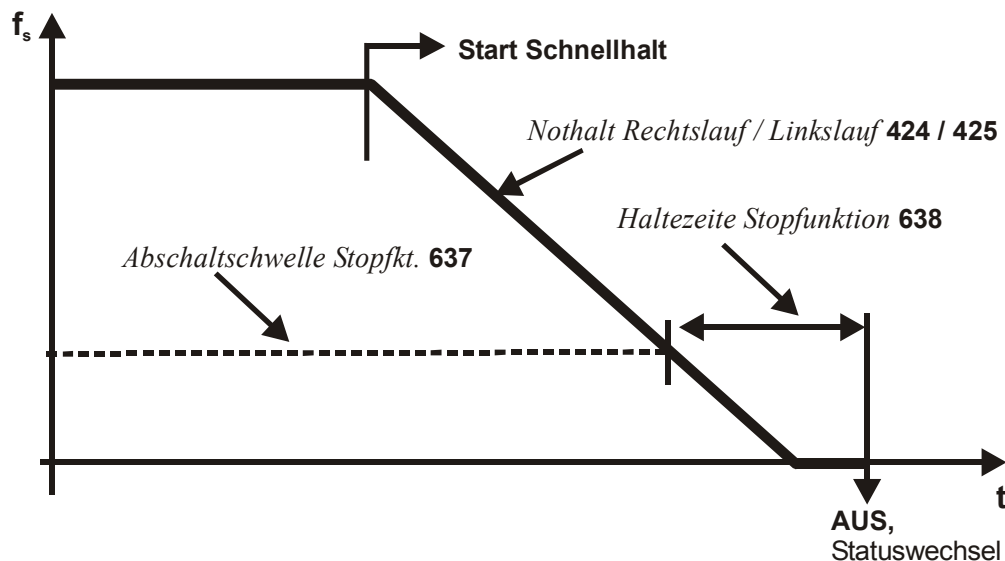 fs
Start Schnellhalt
Nothalt Rechtslauf / Linkslauf 424 / 425
Haltezeite Stopfunktion 638
Abschaltschwelle Stopfkt. 637
t
AUS,
Statuswechsel